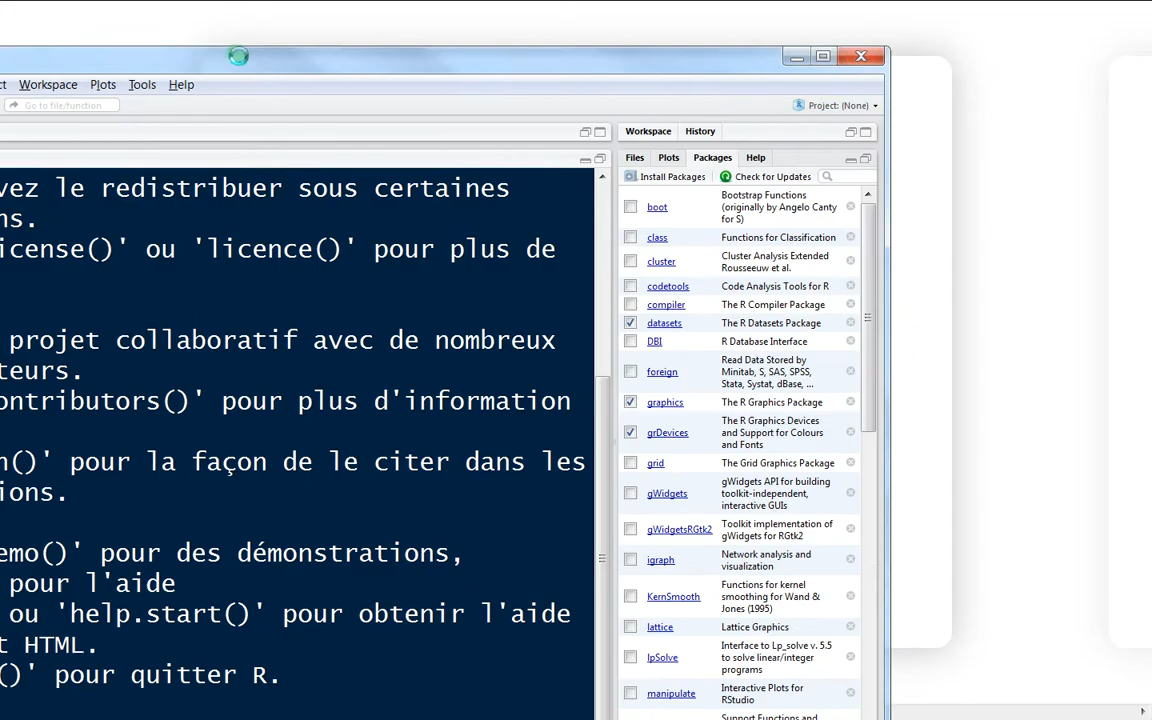 ct Workspace Plots Tools Help
Go to file/function
Project: (None)
Workspace History
Files Plots Packages Help
Install Packages Check for Updates
vez le redistribuer sous certaines
ns.
icense()' ou 'licence()' pour plus de
projet collaboratif avec de nombreux
teurs.
ontributors()' pour plus d'information
n()' pour la façon de le citer dans les
ions.
emo()' pour des démonstrations,
pour l'aide
ou 'help.start()' pour obtenir l'aide
t HTML.
()' pour quitter R.
boot Bootstrap Functions
(originally by Angelo Canty
for S)
class Functions for Classification
cluster Cluster Analysis Extended
Rousseeuw et al.
codetools Code Analysis Tools for R
compiler The R Compiler Package
datasets The R Datasets Package
DBI R Database Interface
foreign Read Data Stored by
Minitab, S, SAS, SPSS,
Stata, Systat, dBase, ...
graphics The R Graphics Package
grDevices The R Graphics Devices
and Support for Colours
and Fonts
grid The Grid Graphics Package
gWidgets gWidgets API for building
toolkit-independent,
interactive GUIs
gWidgetsRGtk2 Toolkit implementation of
gWidgets for RGtk2
igraph Network analysis and
visualization
KernSmooth Functions for kernel
smoothing for Wand &
Jones (1995)
lattice Lattice Graphics
lpSolve Interface to Lp_solve v. 5.5
to solve linear/integer
programs
manipulate Interactive Plots for
RStudio
Support Functions and